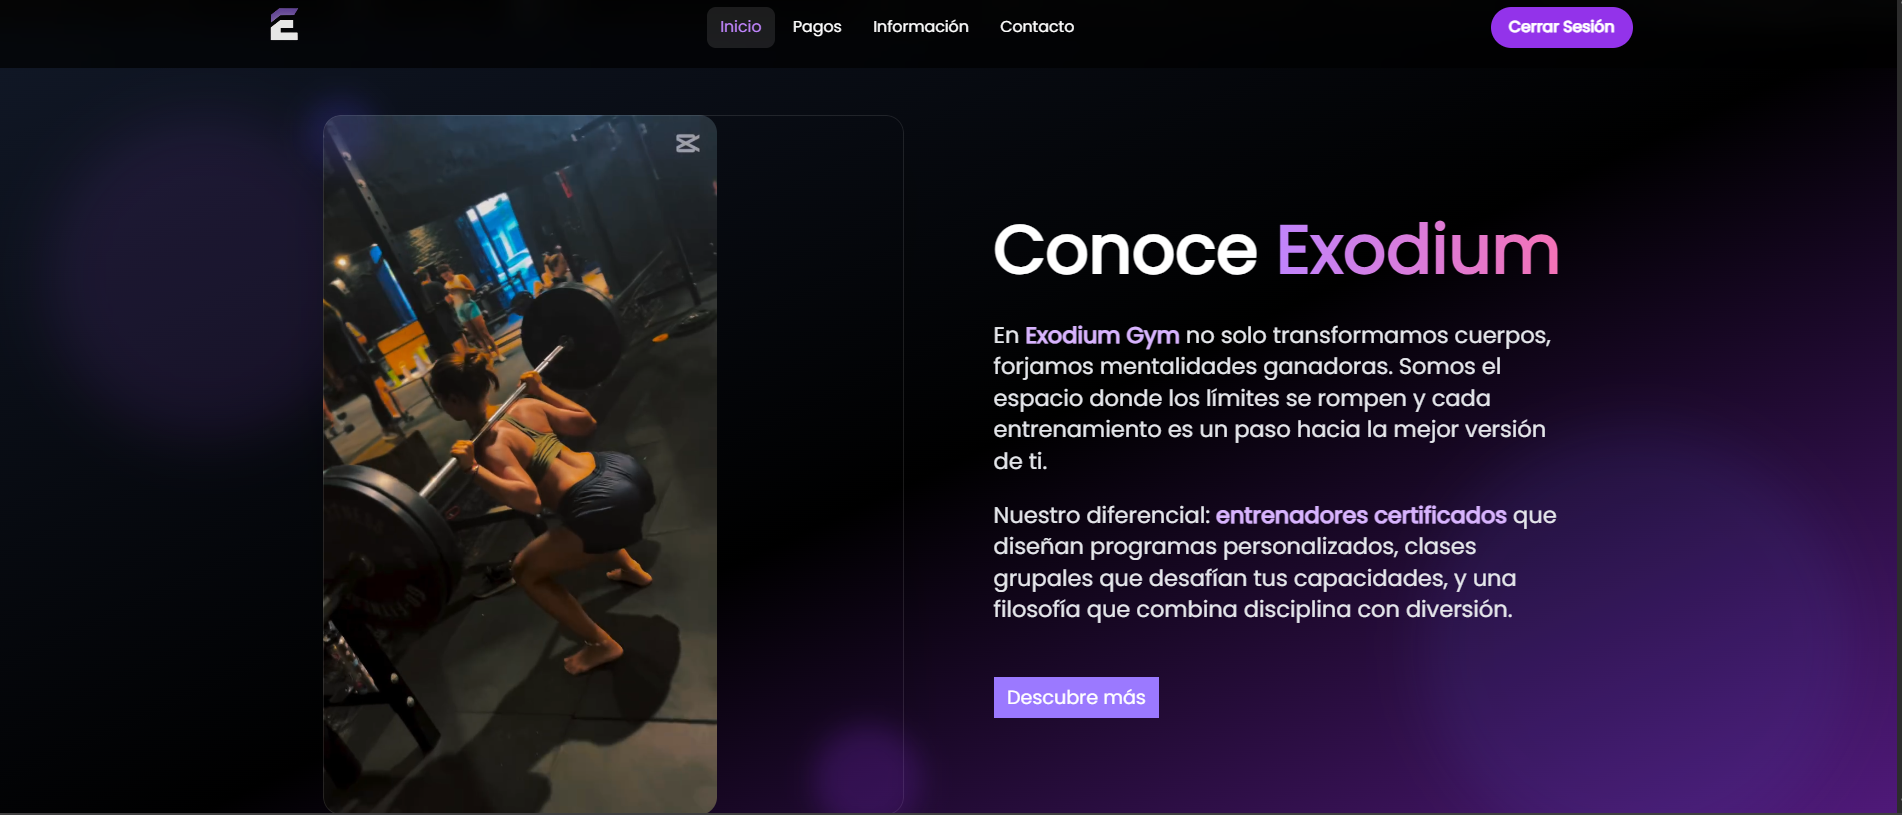 Inicio
Pagos
Información
Contacto
Cerrar Sesión
Conoce Exodium
En Exodium Gym no solo transformamos cuerpos,
forjamos mentalidades ganadoras. Somos el
espacio donde los límites se rompen y cada
entrenamiento es un paso hacia la mejor versión
de ti.
Nuestro diferencial: entrenadores certificados que
diseñan programas personalizados, clases
grupales que desafían tus capacidades, y una
filosofía que combina disciplina con diversión.
Descubre más